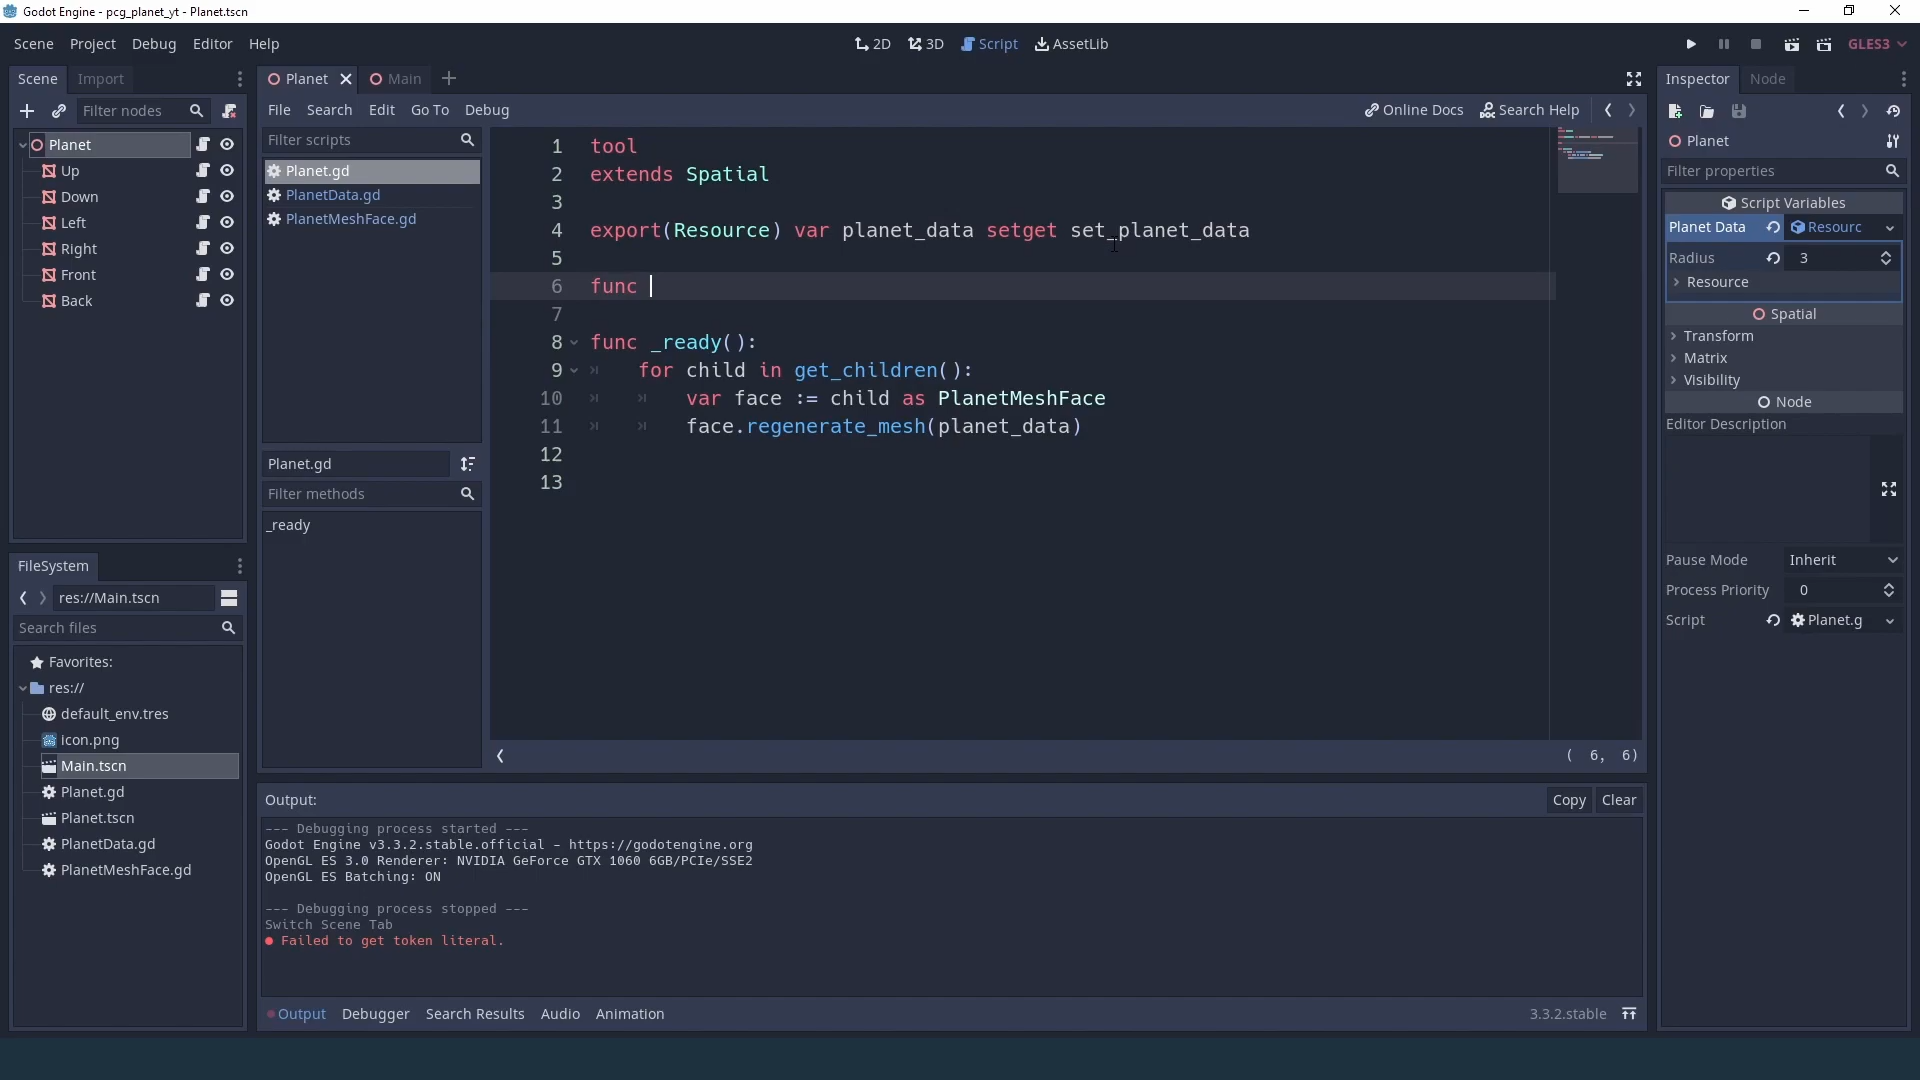 Godot Engine - pcg_planet_yt - Planet.tscn
Scene Project Debug Editor Help
2D 3D Script AssetLib
GLES3
Scene Import
Filter nodes
Planet
Up
Down
Left
Right
Front
Back
FileSystem
res://Main.tscn
Search files
Favorites:
res://
default_env.tres
icon.png
Main.tscn
Planet.gd
Planet.tscn
PlanetData.gd
PlanetMeshFace.gd
Planet Main
File Search Edit Go To Debug
Online Docs Search Help
Filter scripts
Planet.gd
PlanetData.gd
PlanetMeshFace.gd
Planet.gd
Filter methods
_ready
1 tool
2 extends Spatial
3
4 export(Resource) var planet_data setget set_planet_data
5
6 func
7
8 func _ready():
9 for child in get_children():
10 var face := child as PlanetMeshFace
11 face.regenerate_mesh(planet_data)
12
13
( 6, 6)
Output:
Copy Clear
--- Debugging process started ---
Godot Engine v3.3.2.stable.official - https://godotengine.org
OpenGL ES 3.0 Renderer: NVIDIA GeForce GTX 1060 6GB/PCIe/SSE2
OpenGL ES Batching: ON
--- Debugging process stopped ---
Switch Scene Tab
Failed to get token literal.
Output Debugger Search Results Audio Animation
3.3.2.stable
Inspector Node
Planet
Filter properties
Script Variables
Planet Data Resourc
Radius 3
Resource
Spatial
Transform
Matrix
Visibility
Node
Editor Description
Pause Mode Inherit
Process Priority 0
Script Planet.g